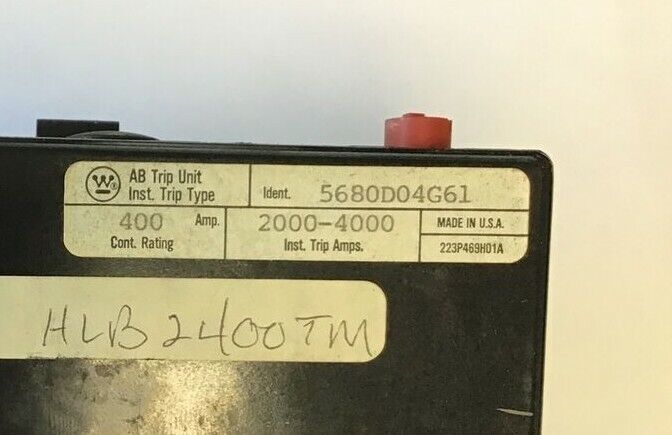 W® AB Trip Unit
Inst. Trip Type
Ident. 5680D04G61
400 Amp.
Cont. Rating
2000-4000
Inst. Trip Amps.
MADE IN U.S.A.
223P469H01A
HLB2400TM